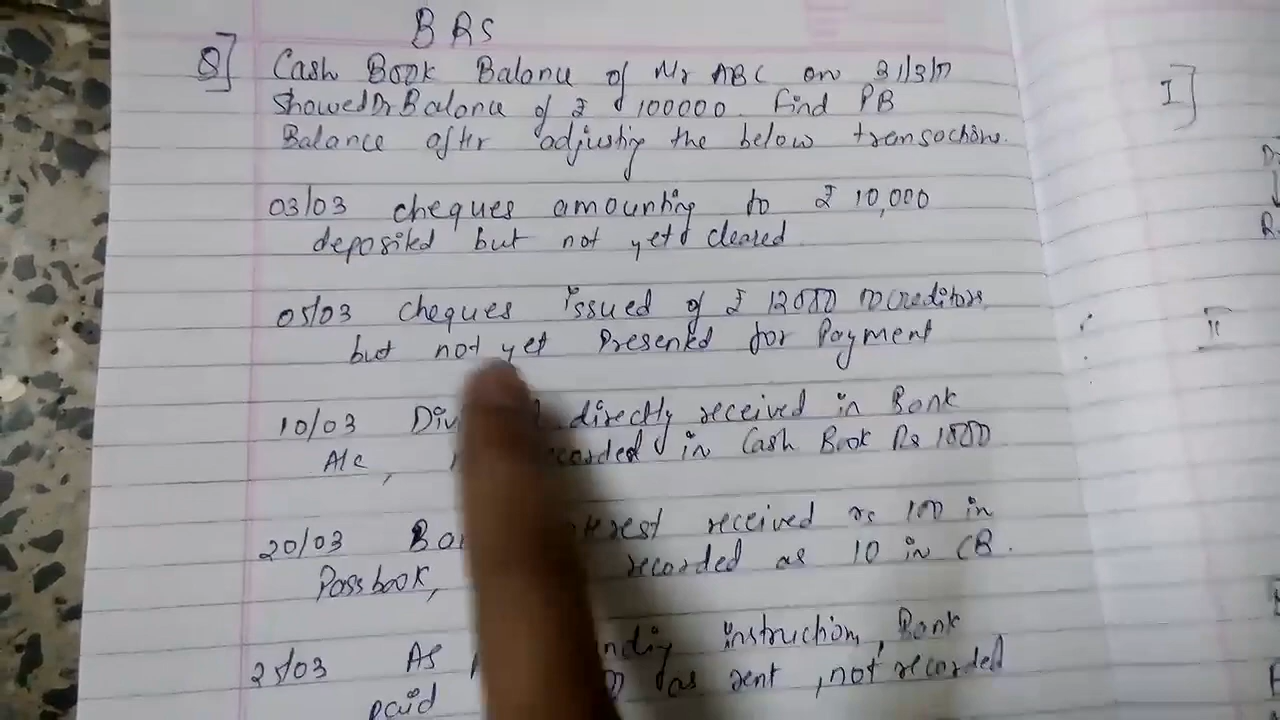 BRS
Q] Cash Book Balance of Mr ABC on 31/3/17
showed Dr Balance of ₹ 100000. Find PB
Balance after adjusting the below transactions.
03/03 cheques amounting to ₹ 10,000
deposited but not yet cleared
05/03 cheques issued of ₹ 12000 to creditors
but not yet Presented for Payment
10/03 directly received in Bank
A/c, in Cash Book Rs 1000
20/03 received rs 100 in
Passbook, recorded as 10 in CB.
25/03 As instruction, Bank
paid as rent, not recorded
I]
II